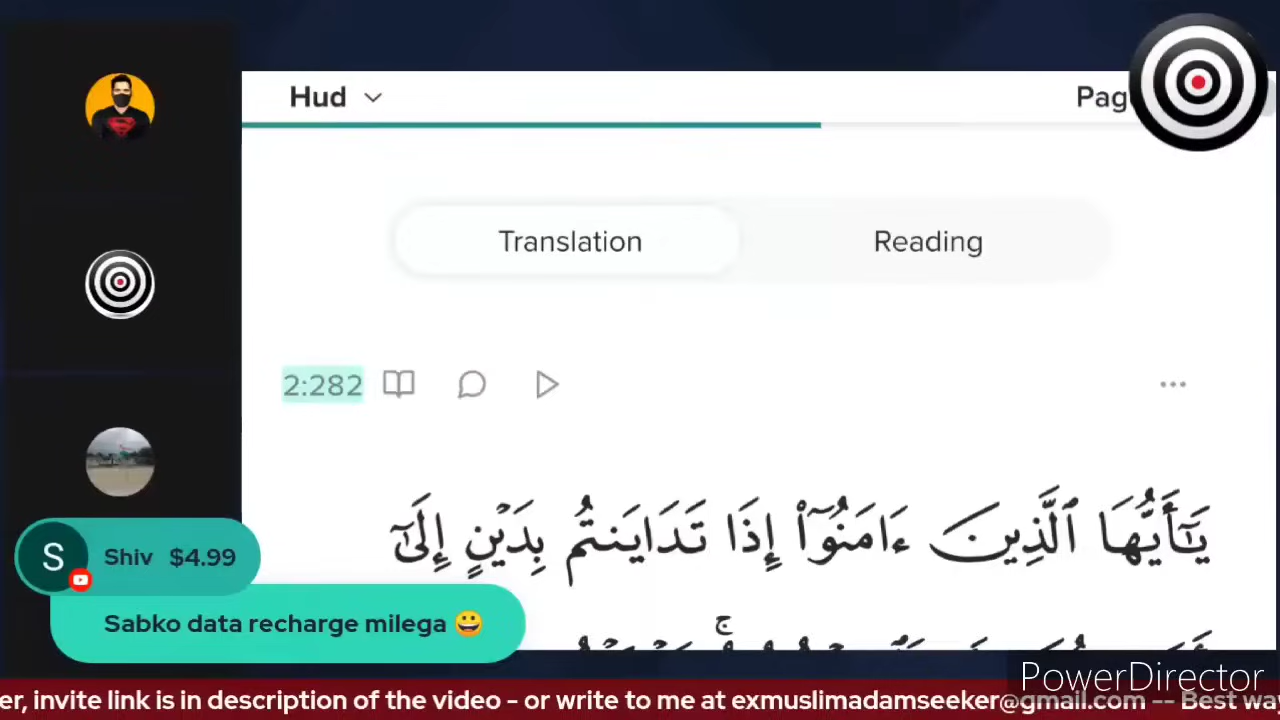 Hud
Pag
Translation
Reading
2:282
يَـٰٓأَيُّهَا ٱلَّذِينَ ءَامَنُوٓا۟ إِذَا تَدَايَنتُم بِدَيْنٍ إِلَىٰٓ
S
Shiv $4.99
Sabko data recharge milega 😀
PowerDirector
er, invite link is in description of the video - or write to me at exmuslimadamseeker@gmail.com -- Best way